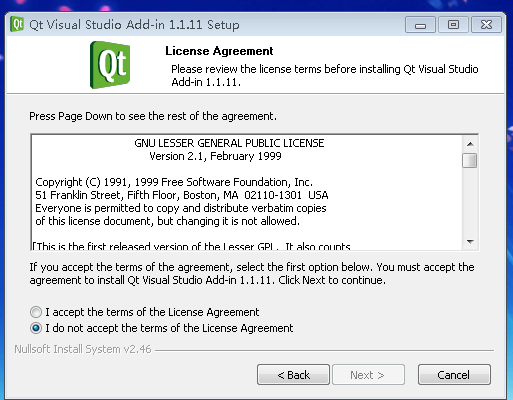 Qt Visual Studio Add-in 1.1.11 Setup
Qt
License Agreement
Please review the license terms before installing Qt Visual Studio
Add-in 1.1.11.
Press Page Down to see the rest of the agreement.
GNU LESSER GENERAL PUBLIC LICENSE
Version 2.1, February 1999
Copyright (C) 1991, 1999 Free Software Foundation, Inc.
51 Franklin Street, Fifth Floor, Boston, MA  02110-1301  USA
Everyone is permitted to copy and distribute verbatim copies
of this license document, but changing it is not allowed.
[This is the first released version of the Lesser GPL.  It also counts
If you accept the terms of the agreement, select the first option below. You must accept the
agreement to install Qt Visual Studio Add-in 1.1.11. Click Next to continue.
I accept the terms of the License Agreement
I do not accept the terms of the License Agreement
Nullsoft Install System v2.46
< Back
Next >
Cancel